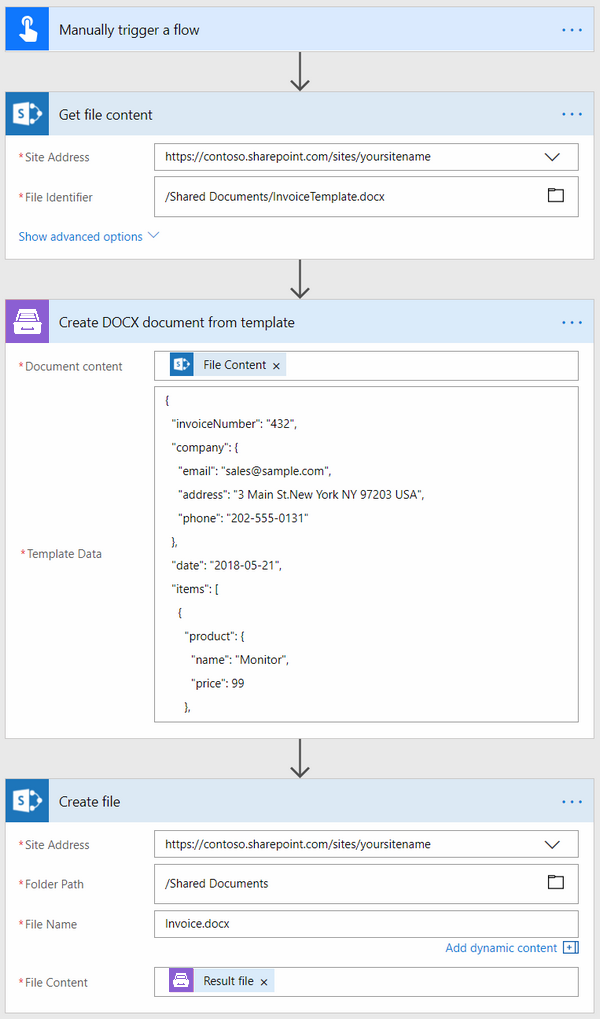 Manually trigger a flow
Get file content
*Site Address
https://contoso.sharepoint.com/sites/yoursitename
*File Identifier
/Shared Documents/InvoiceTemplate.docx
Show advanced options
Create DOCX document from template
*Document content
File Content ×
*Template Data
{
"invoiceNumber": "432",
"company": {
"email": "sales@sample.com",
"address": "3 Main St.New York NY 97203 USA",
"phone": "202-555-0131"
},
"date": "2018-05-21",
"items": [
{
"product": {
"name": "Monitor",
"price": 99
},
Create file
*Site Address
https://contoso.sharepoint.com/sites/yoursitename
*Folder Path
/Shared Documents
*File Name
Invoice.docx
Add dynamic content
*File Content
Result file ×